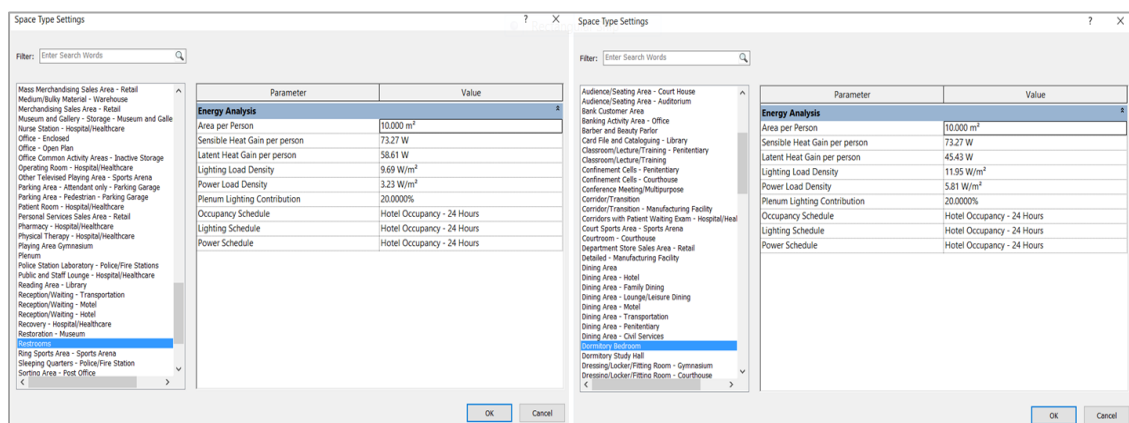 Space Type Settings
?
X
Filter:
Enter Search Words
Mass Merchandising Sales Area - Retail
Medium/Bulky Material - Warehouse
Merchandising Sales Area - Retail
Museum and Gallery - Storage - Museum and Galle
Nurse Station - Hospital/Healthcare
Office - Enclosed
Office - Open Plan
Office Common Activity Areas - Inactive Storage
Operating Room - Hospital/Healthcare
Other Televised Playing Area - Sports Arena
Parking Area - Attendant only - Parking Garage
Parking Area - Pedestrian - Parking Garage
Patient Room - Hospital/Healthcare
Personal Services Sales Area - Retail
Pharmacy - Hospital/Healthcare
Physical Therapy - Hospital/Healthcare
Playing Area Gymnasium
Plenum
Police Station Laboratory - Police/Fire Stations
Public and Staff Lounge - Hospital/Healthcare
Reading Area - Library
Reception/Waiting - Transportation
Reception/Waiting - Motel
Reception/Waiting - Hotel
Recovery - Hospital/Healthcare
Restoration - Museum
Restrooms
Ring Sports Area - Sports Arena
Sleeping Quarters - Police/Fire Station
Sorting Area - Post Office
Parameter Value
Energy Analysis
Area per Person 10.000 m²
Sensible Heat Gain per person 73.27 W
Latent Heat Gain per person 58.61 W
Lighting Load Density 9.69 W/m²
Power Load Density 3.23 W/m²
Plenum Lighting Contribution 20.0000%
Occupancy Schedule Hotel Occupancy - 24 Hours
Lighting Schedule Hotel Occupancy - 24 Hours
Power Schedule Hotel Occupancy - 24 Hours
OK Cancel
Space Type Settings
?
X
Filter:
Enter Search Words
Audience/Seating Area - Court House
Audience/Seating Area - Auditorium
Bank Customer Area
Banking Activity Area - Office
Barber and Beauty Parlor
Card File and Cataloguing - Library
Classroom/Lecture/Training - Penitentiary
Classroom/Lecture/Training
Confinement Cells - Penitentiary
Confinement Cells - Courthouse
Conference Meeting/Multipurpose
Corridor/Transition
Corridor/Transition - Manufacturing Facility
Corridors with Patient Waiting Exam - Hospital/Heal
Court Sports Area - Sports Arena
Courtroom - Courthouse
Department Store Sales Area - Retail
Detailed - Manufacturing Facility
Dining Area
Dining Area - Hotel
Dining Area - Family Dining
Dining Area - Lounge/Leisure Dining
Dining Area - Motel
Dining Area - Transportation
Dining Area - Penitentiary
Dining Area - Civil Services
Dormitory Bedroom
Dormitory Study Hall
Dressing/Locker/Fitting Room - Gymnasium
Dressing/Locker/Fitting Room - Courthouse
Parameter Value
Energy Analysis
Area per Person 10.000 m²
Sensible Heat Gain per person 73.27 W
Latent Heat Gain per person 45.43 W
Lighting Load Density 11.95 W/m²
Power Load Density 5.81 W/m²
Plenum Lighting Contribution 20.0000%
Occupancy Schedule Hotel Occupancy - 24 Hours
Lighting Schedule Hotel Occupancy - 24 Hours
Power Schedule Hotel Occupancy - 24 Hours
OK Cancel